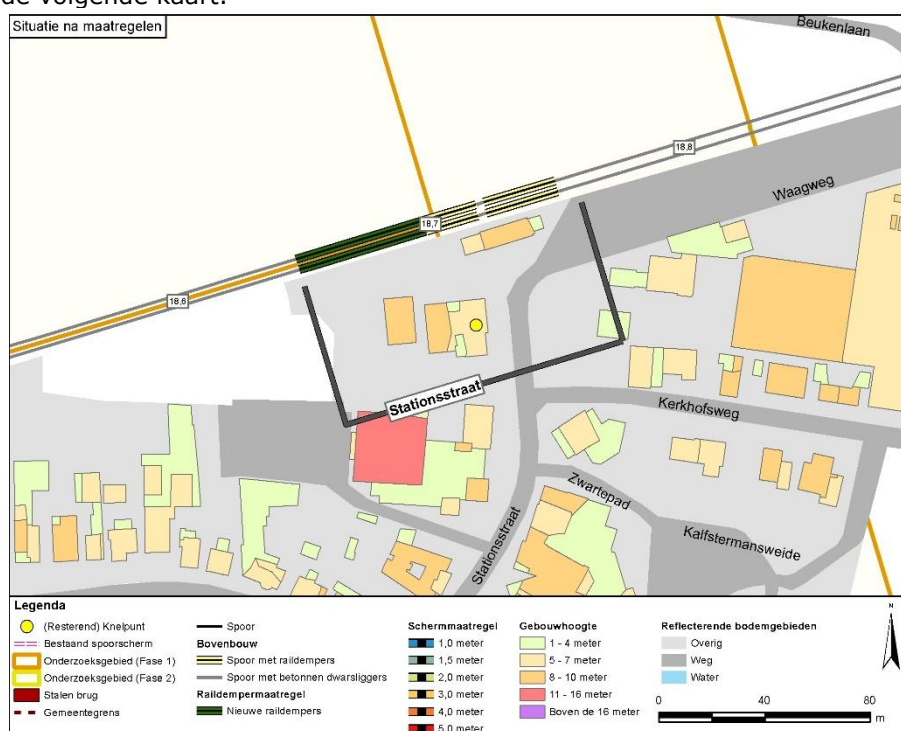 de volgende kaart:
Situatie na maatregelen
Beukenlaan
18,8
Waagweg
18,7
18,6
Stationsstraat
Kerkhofsweg
Zwartepad
Stationsstraat
Kalfstermansweide
Legenda
(Resterend) Knelpunt
Bestaand spoorscherm
Onderzoeksgebied (Fase 1)
Onderzoeksgebied (Fase 2)
Stalen brug
Gemeentegrens
Spoor
Bovenbouw
Spoor met raildempers
Spoor met betonnen dwarsliggers
Raildempermaatregel
Nieuwe raildempers
Schermmaatregel
1,0 meter
1,5 meter
2,0 meter
3,0 meter
4,0 meter
5,0 meter
Gebouwhoogte
1 - 4 meter
5 - 7 meter
8 - 10 meter
11 - 16 meter
Boven de 16 meter
Reflecterende bodemgebieden
Overig
Weg
Water
N
0 40 80
m